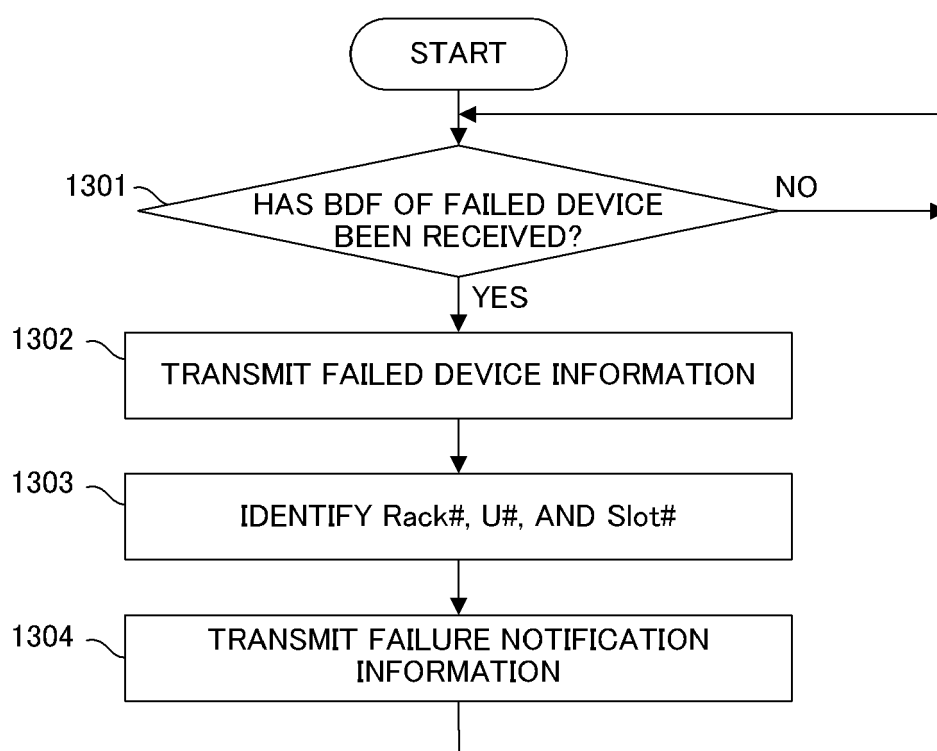 START
1301
HAS BDF OF FAILED DEVICE
BEEN RECEIVED?
NO
YES
1302
TRANSMIT FAILED DEVICE INFORMATION
1303
IDENTIFY Rack#, U#, AND Slot#
1304
TRANSMIT FAILURE NOTIFICATION
INFORMATION